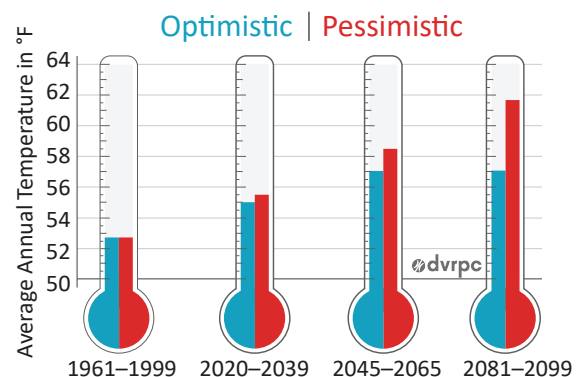 Optimistic | Pessimistic
Average Annual Temperature in °F
64
62
60
58
56
54
52
50
dvrpc
1961–1999 2020–2039 2045–2065 2081–2099